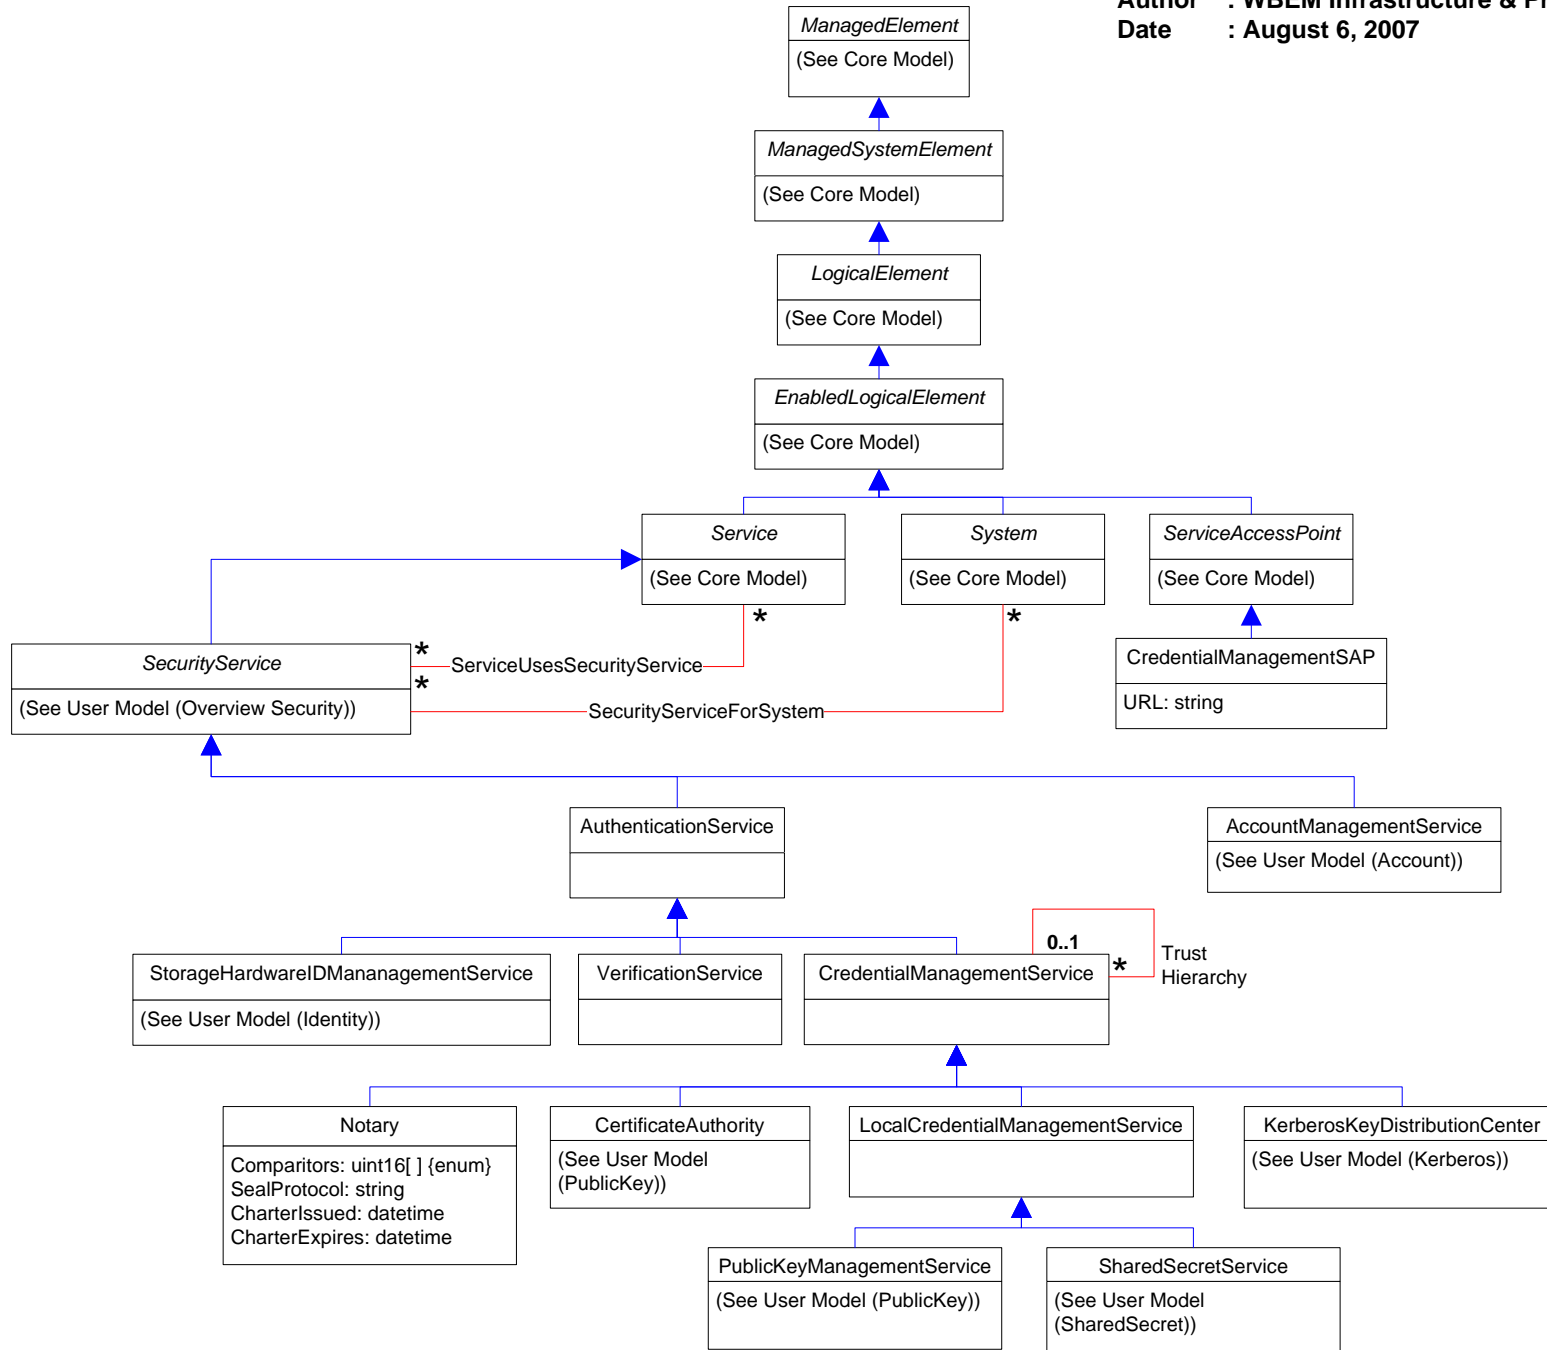 Author : WBEM Infrastructure &
Date : August 6, 2007
ManagedElement
(See Core Model)
ManagedSystemElement
(See Core Model)
LogicalElement
(See Core Model)
EnabledLogicalElement
(See Core Model)
Service
(See Core Model)
System
(See Core Model)
ServiceAccessPoint
(See Core Model)
*
*
SecurityService
(See User Model (Overview Security))
*
*
ServiceUsesSecurityService
SecurityServiceForSystem
CredentialManagementSAP
URL: string
AuthenticationService
AccountManagementService
(See User Model (Account))
StorageHardwareIDMananagementService
(See User Model (Identity))
VerificationService
CredentialManagementService
0..1
*
Trust
Hierarchy
Notary
Comparitors: uint16[ ] {enum}
SealProtocol: string
CharterIssued: datetime
CharterExpires: datetime
CertificateAuthority
(See User Model
(PublicKey))
LocalCredentialManagementService
KerberosKeyDistributionCenter
(See User Model (Kerberos))
PublicKeyManagementService
(See User Model (PublicKey))
SharedSecretService
(See User Model
(SharedSecret))